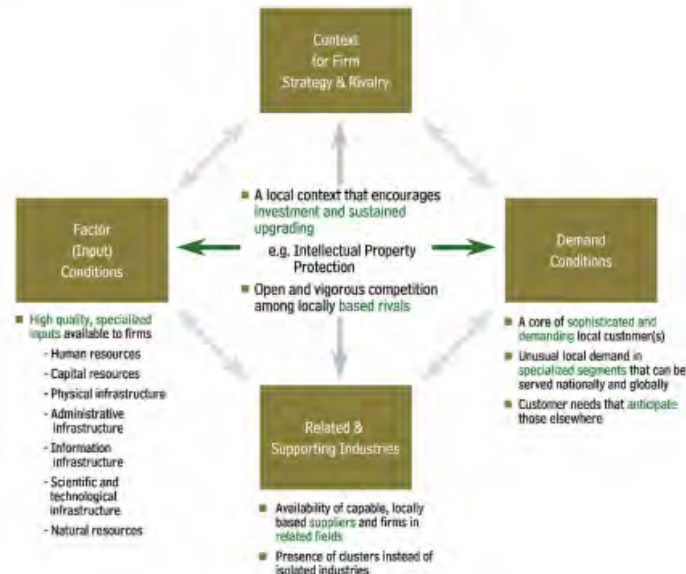 Context
for Firm
Strategy & Rivalry
■ A local context that encourages
investment and sustained
upgrading
e.g. Intellectual Property
Protection
■ Open and vigorous competition
among locally based rivals
Factor
(Input)
Conditions
■ High quality, specialized
inputs available to firms
- Human resources
- Capital resources
- Physical infrastructure
- Administrative
infrastructure
- Information
infrastructure
- Scientific and
technological
infrastructure
- Natural resources
Demand
Conditions
■ A core of sophisticated and
demanding local customer(s)
■ Unusual local demand in
specialized segments that can be
served nationally and globally
■ Customer needs that anticipate
those elsewhere
Related &
Supporting Industries
■ Availability of capable, locally
based suppliers and firms in
related fields
■ Presence of clusters instead of
isolated industries